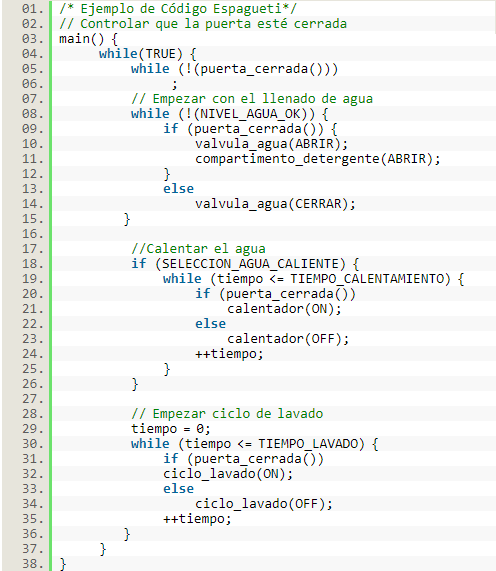 01. /* Ejemplo de Código Espagueti*/
02. // Controlar que la puerta esté cerrada
03. main() {
04. while(TRUE) {
05. while (!(puerta_cerrada()))
06. ;
07. // Empezar con el llenado de agua
08. while (!(NIVEL_AGUA_OK)) {
09. if (puerta_cerrada()) {
10. valvula_agua(ABRIR);
11. compartimento_detergente(ABRIR);
12. }
13. else
14. valvula_agua(CERRAR);
15. }
16.
17. //Calentar el agua
18. if (SELECCION_AGUA_CALIENTE) {
19. while (tiempo <= TIEMPO_CALENTAMIENTO) {
20. if (puerta_cerrada())
21. calentador(ON);
22. else
23. calentador(OFF);
24. ++tiempo;
25. }
26. }
27.
28. // Empezar ciclo de lavado
29. tiempo = 0;
30. while (tiempo <= TIEMPO_LAVADO) {
31. if (puerta_cerrada())
32. ciclo_lavado(ON);
33. else
34. ciclo_lavado(OFF);
35. ++tiempo;
36. }
37. }
38. }